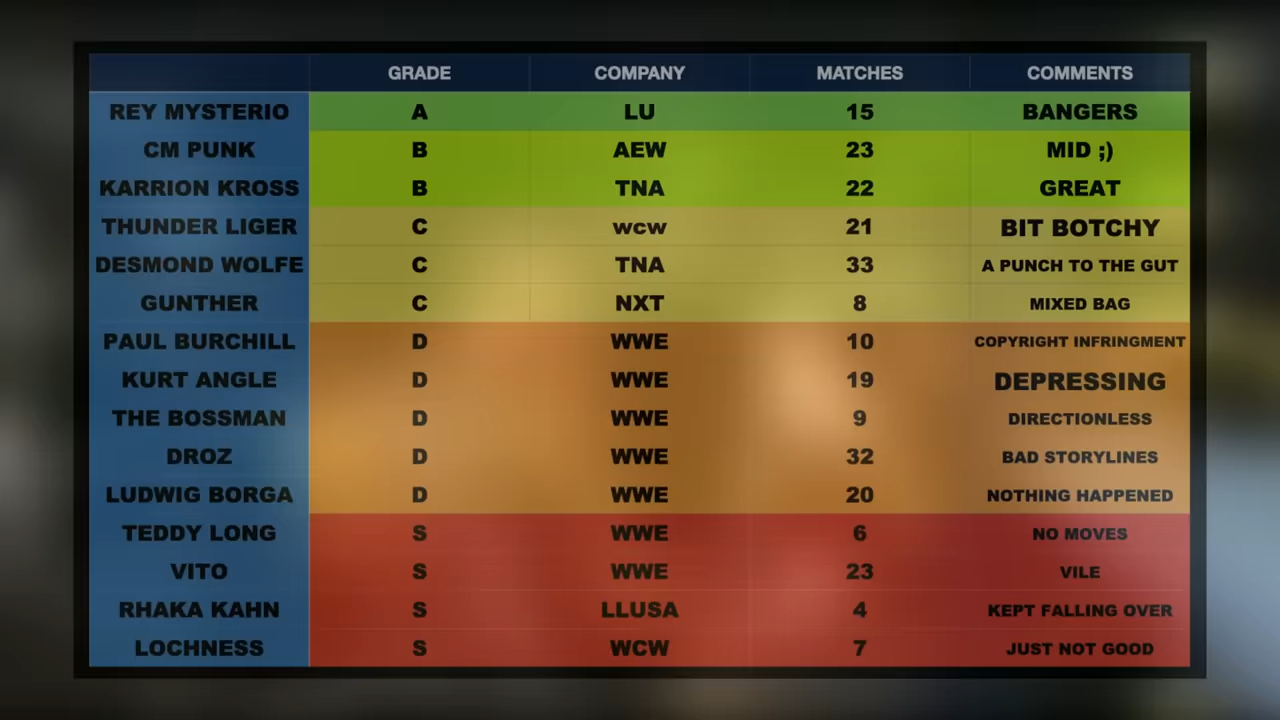 GRADE COMPANY MATCHES COMMENTS
REY MYSTERIO A LU 15 BANGERS
CM PUNK B AEW 23 MID ;)
KARRION KROSS B TNA 22 GREAT
THUNDER LIGER C wcw 21 BIT BOTCHY
DESMOND WOLFE C TNA 33 A PUNCH TO THE GUT
GUNTHER C NXT 8 MIXED BAG
PAUL BURCHILL D WWE 10 COPYRIGHT INFRINGMENT
KURT ANGLE D WWE 19 DEPRESSING
THE BOSSMAN D WWE 9 DIRECTIONLESS
DROZ D WWE 32 BAD STORYLINES
LUDWIG BORGA D WWE 20 NOTHING HAPPENED
TEDDY LONG S WWE 6 NO MOVES
VITO S WWE 23 VILE
RHAKA KAHN S LLUSA 4 KEPT FALLING OVER
LOCHNESS S WCW 7 JUST NOT GOOD